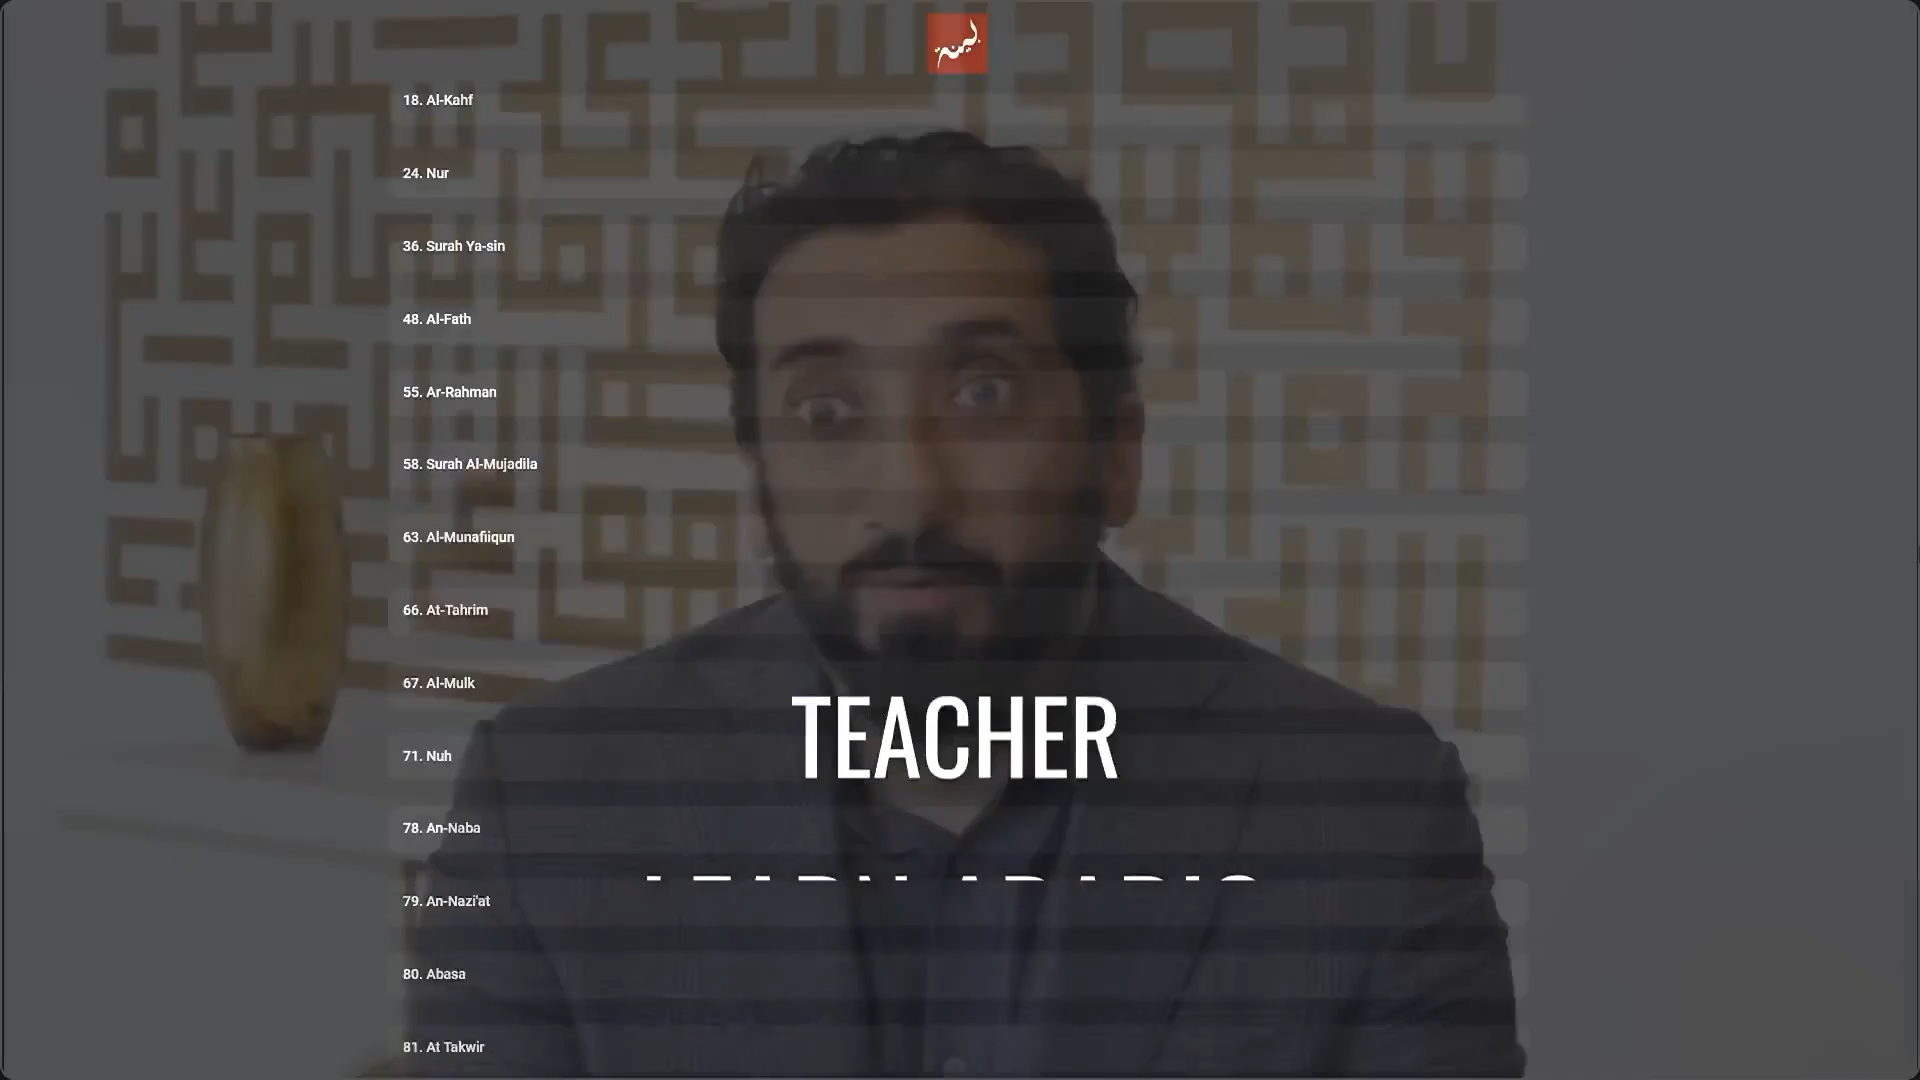 بينة
18. Al-Kahf
24. Nur
36. Surah Ya-sin
48. Al-Fath
55. Ar-Rahman
58. Surah Al-Mujadila
63. Al-Munafiiqun
66. At-Tahrim
67. Al-Mulk
TEACHER
71. Nuh
78. An-Naba
79. An-Nazi'at
80. Abasa
81. At Takwir